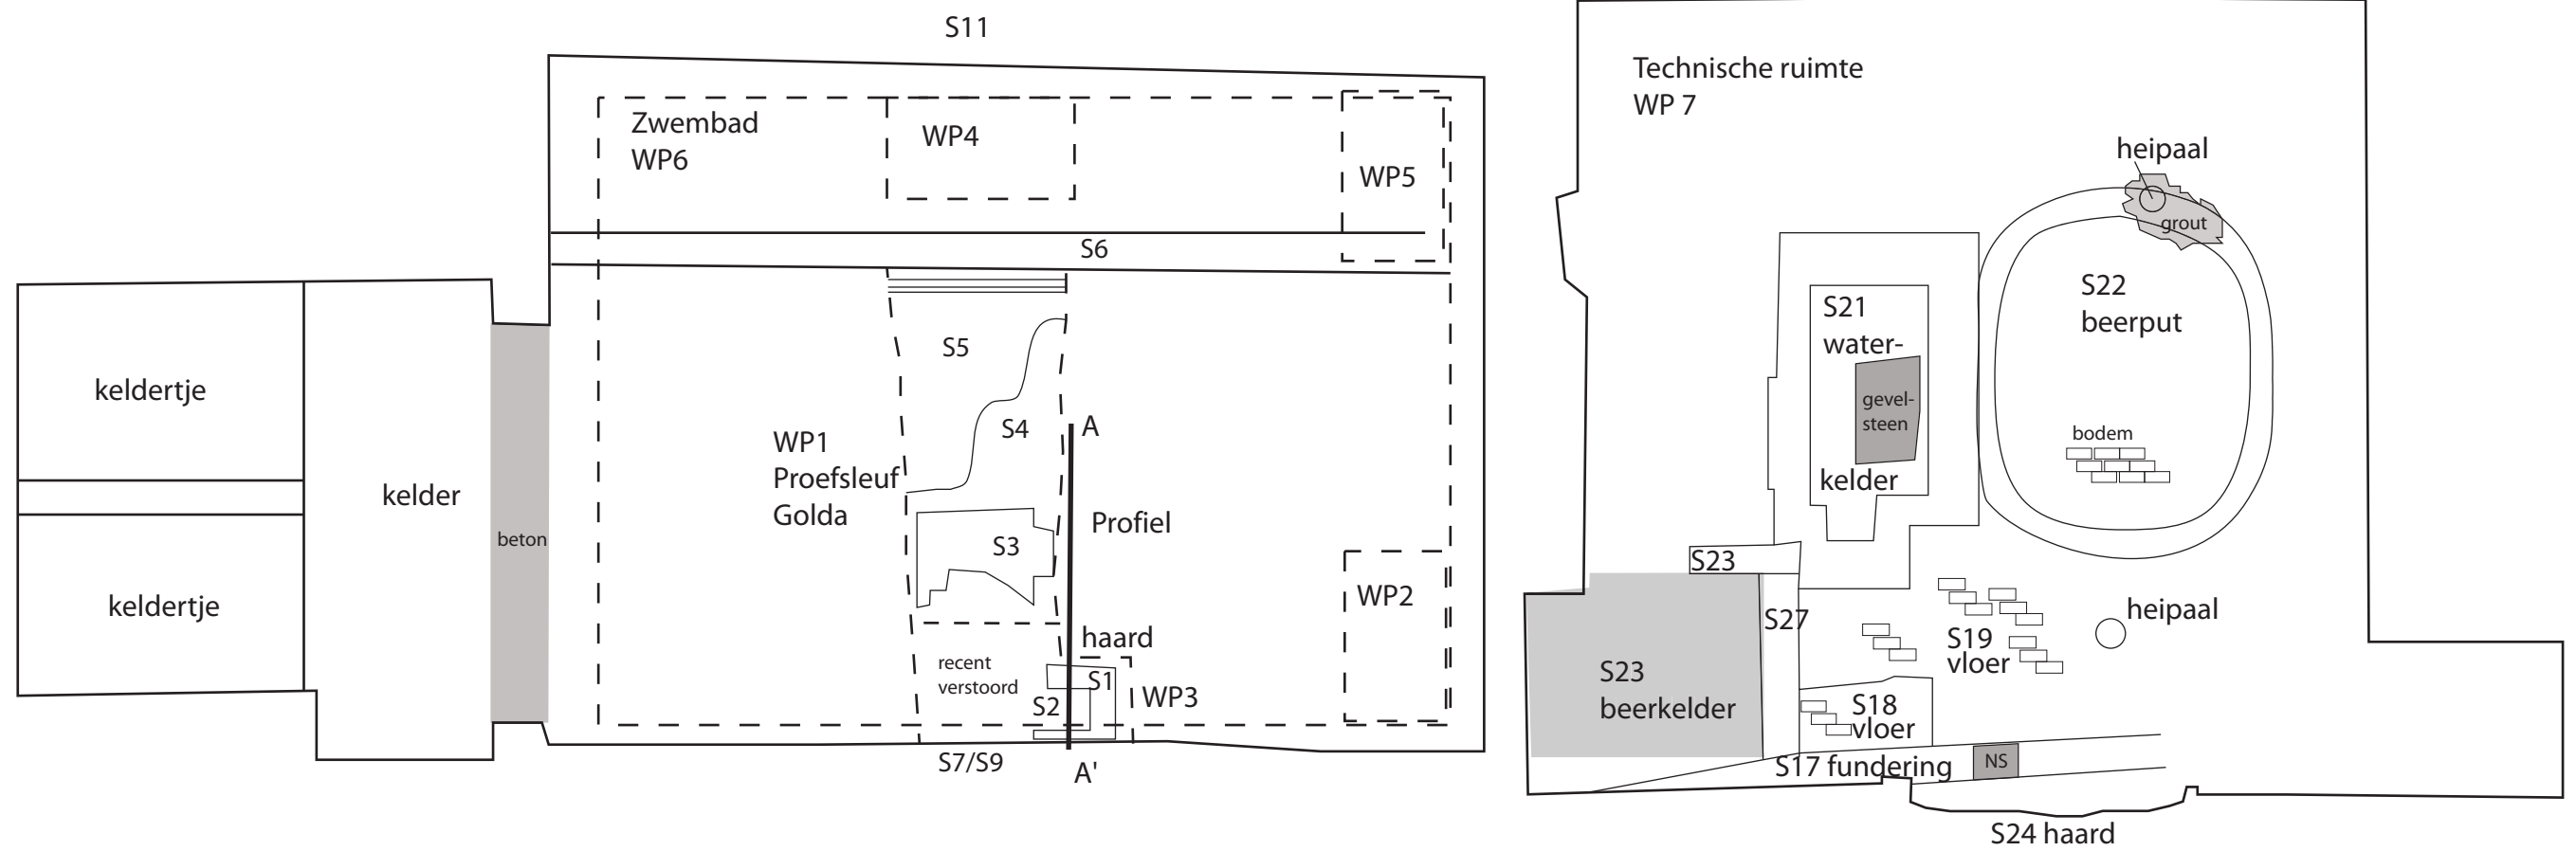 S11
Zwembad
WP6
WP4
WP5
S6
S5
S4
A
WP1
Proefsleuf
Golda
Profiel
S3
WP2
haard
recent
verstoord
S1
S2
WP3
S7/S9
A'
keldertje
kelder
beton
keldertje
Technische ruimte
WP 7
heipaal
grout
S21
water-
gevel-
steen
kelder
S22
beerput
bodem
S23
S27
heipaal
S19
vloer
S23
beerkelder
S18
vloer
S17 fundering
NS
S24 haard